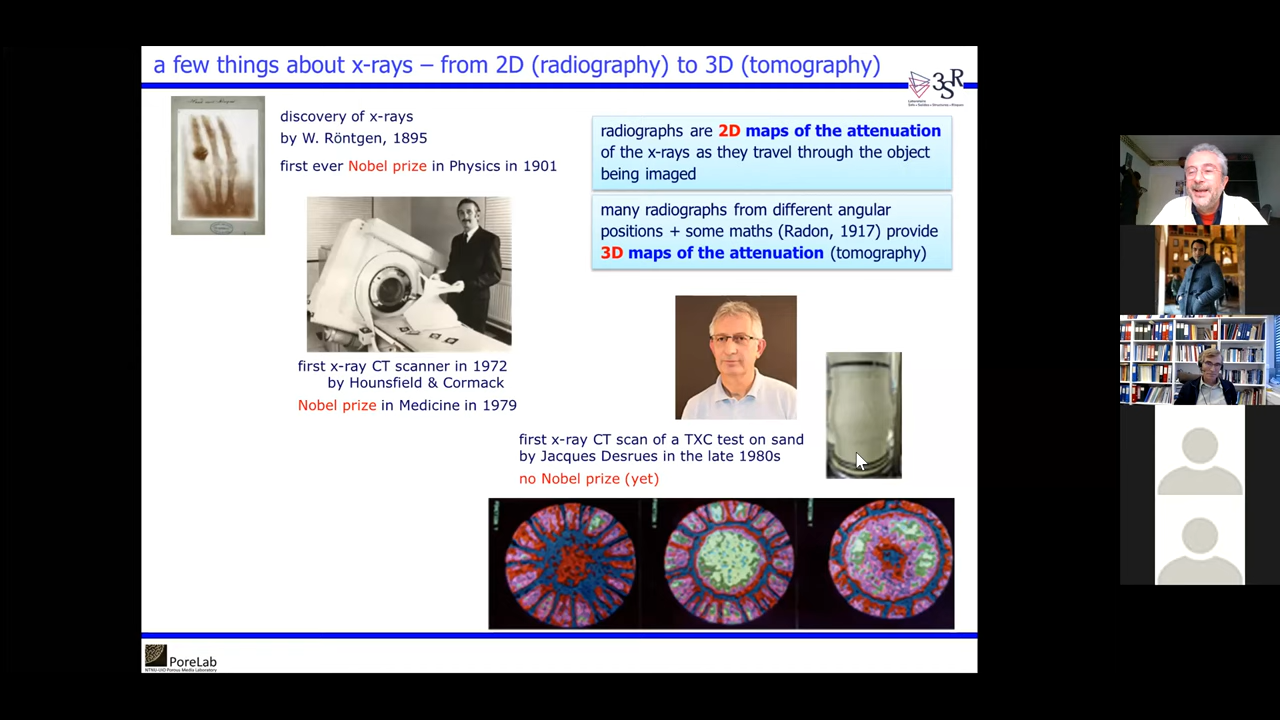 a few things about x-rays – from 2D (radiography) to 3D (tomography)
3SR
discovery of x-rays
by W. Röntgen, 1895
first ever Nobel prize in Physics in 1901
radiographs are 2D maps of the attenuation
of the x-rays as they travel through the object
being imaged
many radiographs from different angular
positions + some maths (Radon, 1917) provide
3D maps of the attenuation (tomography)
first x-ray CT scanner in 1972
by Hounsfield & Cormack
Nobel prize in Medicine in 1979
first x-ray CT scan of a TXC test on sand
by Jacques Desrues in the late 1980s
no Nobel prize (yet)
PoreLab